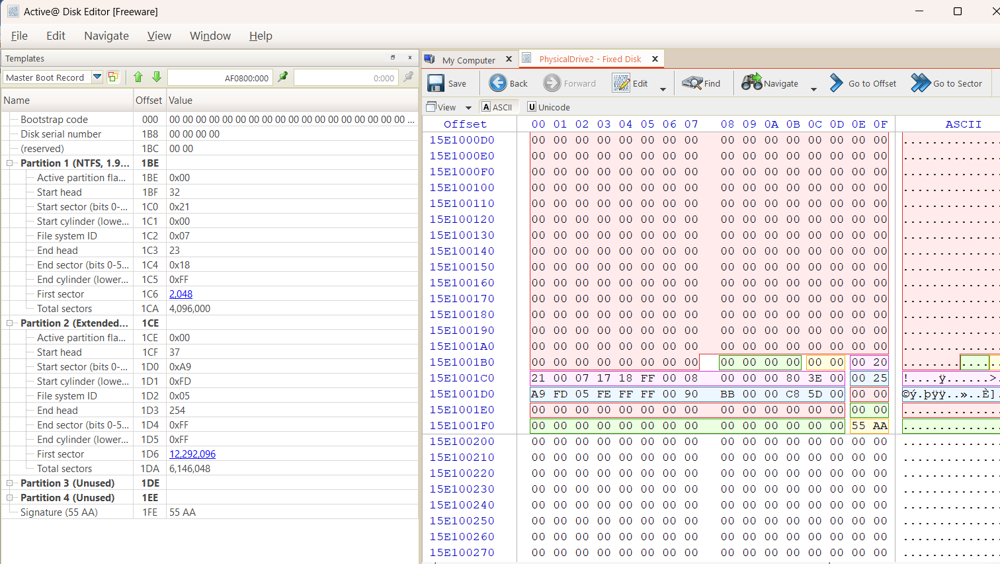 Active@ Disk Editor [Freeware]
File Edit Navigate View Window Help
Templates
Master Boot Record AF0800:000 0:000
Name Offset Value
Bootstrap code 000 00 00 00 00 00 00 00 00 00 00 00 00 00 00 00 00 00 00 ...
Disk serial number 1B8 00 00 00 00
(reserved) 1BC 00 00
Partition 1 (NTFS, 1.9... 1BE
Active partition fla... 1BE 0x00
Start head 1BF 32
Start sector (bits 0-... 1C0 0x21
Start cylinder (lowe... 1C1 0x00
File system ID 1C2 0x07
End head 1C3 23
End sector (bits 0-5... 1C4 0x18
End cylinder (lower... 1C5 0xFF
First sector 1C6 2,048
Total sectors 1CA 4,096,000
Partition 2 (Extended... 1CE
Active partition fla... 1CE 0x00
Start head 1CF 37
Start sector (bits 0-... 1D0 0xA9
Start cylinder (lowe... 1D1 0xFD
File system ID 1D2 0x05
End head 1D3 254
End sector (bits 0-5... 1D4 0xFF
End cylinder (lower... 1D5 0xFF
First sector 1D6 12,292,096
Total sectors 1DA 6,146,048
Partition 3 (Unused) 1DE
Partition 4 (Unused) 1EE
Signature (55 AA) 1FE 55 AA
My Computer PhysicalDrive2 - Fixed Disk
Save Back Forward Edit Find Navigate Go to Offset Go to Sector
View A ASCII U Unicode
Offset 00 01 02 03 04 05 06 07 08 09 0A 0B 0C 0D 0E 0F ASCII
15E1000D0 00 00 00 00 00 00 00 00 00 00 00 00 00 00 00 00 ..............
15E1000E0 00 00 00 00 00 00 00 00 00 00 00 00 00 00 00 00 ..............
15E1000F0 00 00 00 00 00 00 00 00 00 00 00 00 00 00 00 00 ..............
15E100100 00 00 00 00 00 00 00 00 00 00 00 00 00 00 00 00 ..............
15E100110 00 00 00 00 00 00 00 00 00 00 00 00 00 00 00 00 ..............
15E100120 00 00 00 00 00 00 00 00 00 00 00 00 00 00 00 00 ..............
15E100130 00 00 00 00 00 00 00 00 00 00 00 00 00 00 00 00 ..............
15E100140 00 00 00 00 00 00 00 00 00 00 00 00 00 00 00 00 ..............
15E100150 00 00 00 00 00 00 00 00 00 00 00 00 00 00 00 00 ..............
15E100160 00 00 00 00 00 00 00 00 00 00 00 00 00 00 00 00 ..............
15E100170 00 00 00 00 00 00 00 00 00 00 00 00 00 00 00 00 ..............
15E100180 00 00 00 00 00 00 00 00 00 00 00 00 00 00 00 00 ..............
15E100190 00 00 00 00 00 00 00 00 00 00 00 00 00 00 00 00 ..............
15E1001A0 00 00 00 00 00 00 00 00 00 00 00 00 00 00 00 00 ..............
15E1001B0 00 00 00 00 00 00 00 00 00 00 00 00 00 00 00 20 ..............
15E1001C0 21 00 07 17 18 FF 00 08 00 00 00 80 3E 00 00 25 !....ÿ......>.
15E1001D0 A9 FD 05 FE FF FF 00 90 BB 00 00 C8 5D 00 00 00 ©ý.þÿÿ..»..È].
15E1001E0 00 00 00 00 00 00 00 00 00 00 00 00 00 00 00 00 ..............
15E1001F0 00 00 00 00 00 00 00 00 00 00 00 00 00 00 55 AA ..............
15E100200 00 00 00 00 00 00 00 00 00 00 00 00 00 00 00 00 ..............
15E100210 00 00 00 00 00 00 00 00 00 00 00 00 00 00 00 00 ..............
15E100220 00 00 00 00 00 00 00 00 00 00 00 00 00 00 00 00 ..............
15E100230 00 00 00 00 00 00 00 00 00 00 00 00 00 00 00 00 ..............
15E100240 00 00 00 00 00 00 00 00 00 00 00 00 00 00 00 00 ..............
15E100250 00 00 00 00 00 00 00 00 00 00 00 00 00 00 00 00 ..............
15E100260 00 00 00 00 00 00 00 00 00 00 00 00 00 00 00 00 ..............
15E100270 00 00 00 00 00 00 00 00 00 00 00 00 00 00 00 00 ..............